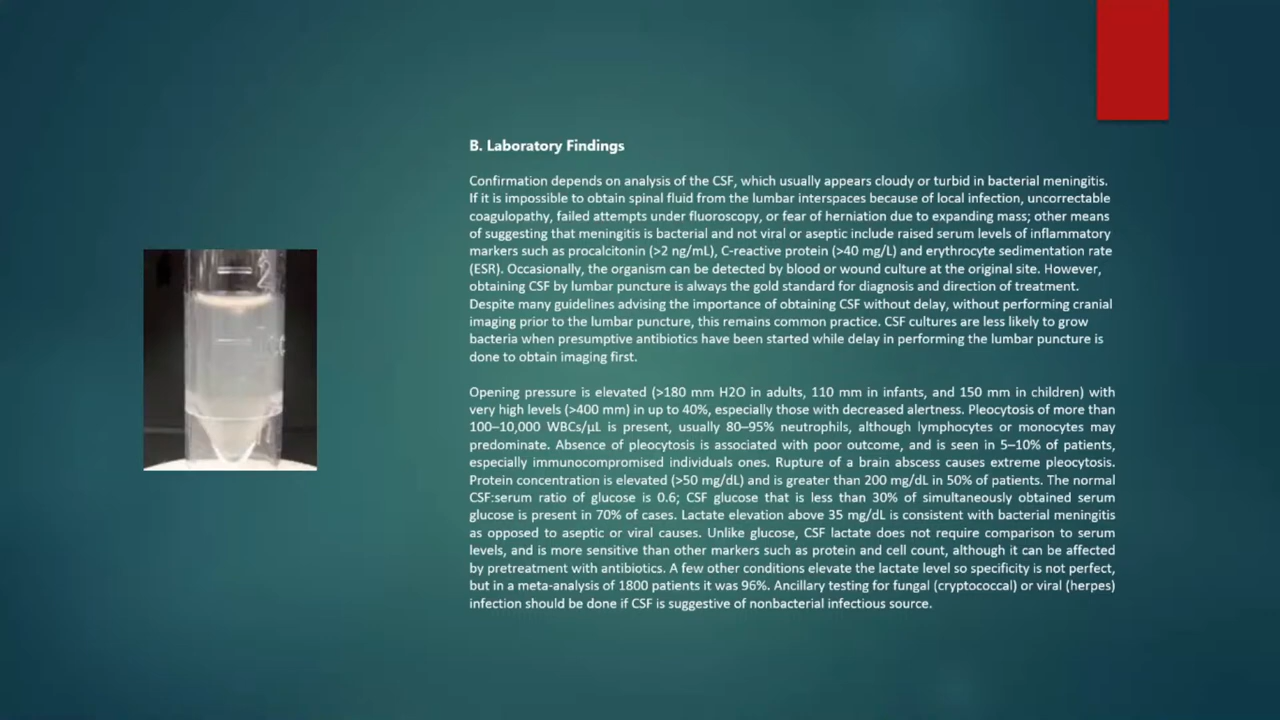 B. Laboratory Findings
Confirmation depends on analysis of the CSF, which usually appears cloudy or turbid in bacterial meningitis.
If it is impossible to obtain spinal fluid from the lumbar interspaces because of local infection, uncorrectable
coagulopathy, failed attempts under fluoroscopy, or fear of herniation due to expanding mass; other means
of suggesting that meningitis is bacterial and not viral or aseptic include raised serum levels of inflammatory
markers such as procalcitonin (>2 ng/mL), C-reactive protein (>40 mg/L) and erythrocyte sedimentation rate
(ESR). Occasionally, the organism can be detected by blood or wound culture at the original site. However,
obtaining CSF by lumbar puncture is always the gold standard for diagnosis and direction of treatment.
Despite many guidelines advising the importance of obtaining CSF without delay, without performing cranial
imaging prior to the lumbar puncture, this remains common practice. CSF cultures are less likely to grow
bacteria when presumptive antibiotics have been started while delay in performing the lumbar puncture is
done to obtain imaging first.
Opening pressure is elevated (>180 mm H2O in adults, 110 mm in infants, and 150 mm in children) with
very high levels (>400 mm) in up to 40%, especially those with decreased alertness. Pleocytosis of more than
100–10,000 WBCs/μL is present, usually 80–95% neutrophils, although lymphocytes or monocytes may
predominate. Absence of pleocytosis is associated with poor outcome, and is seen in 5–10% of patients,
especially immunocompromised individuals ones. Rupture of a brain abscess causes extreme pleocytosis.
Protein concentration is elevated (>50 mg/dL) and is greater than 200 mg/dL in 50% of patients. The normal
CSF:serum ratio of glucose is 0.6; CSF glucose that is less than 30% of simultaneously obtained serum
glucose is present in 70% of cases. Lactate elevation above 35 mg/dL is consistent with bacterial meningitis
as opposed to aseptic or viral causes. Unlike glucose, CSF lactate does not require comparison to serum
levels, and is more sensitive than other markers such as protein and cell count, although it can be affected
by pretreatment with antibiotics. A few other conditions elevate the lactate level so specificity is not perfect,
but in a meta-analysis of 1800 patients it was 96%. Ancillary testing for fungal (cryptococcal) or viral (herpes)
infection should be done if CSF is suggestive of nonbacterial infectious source.